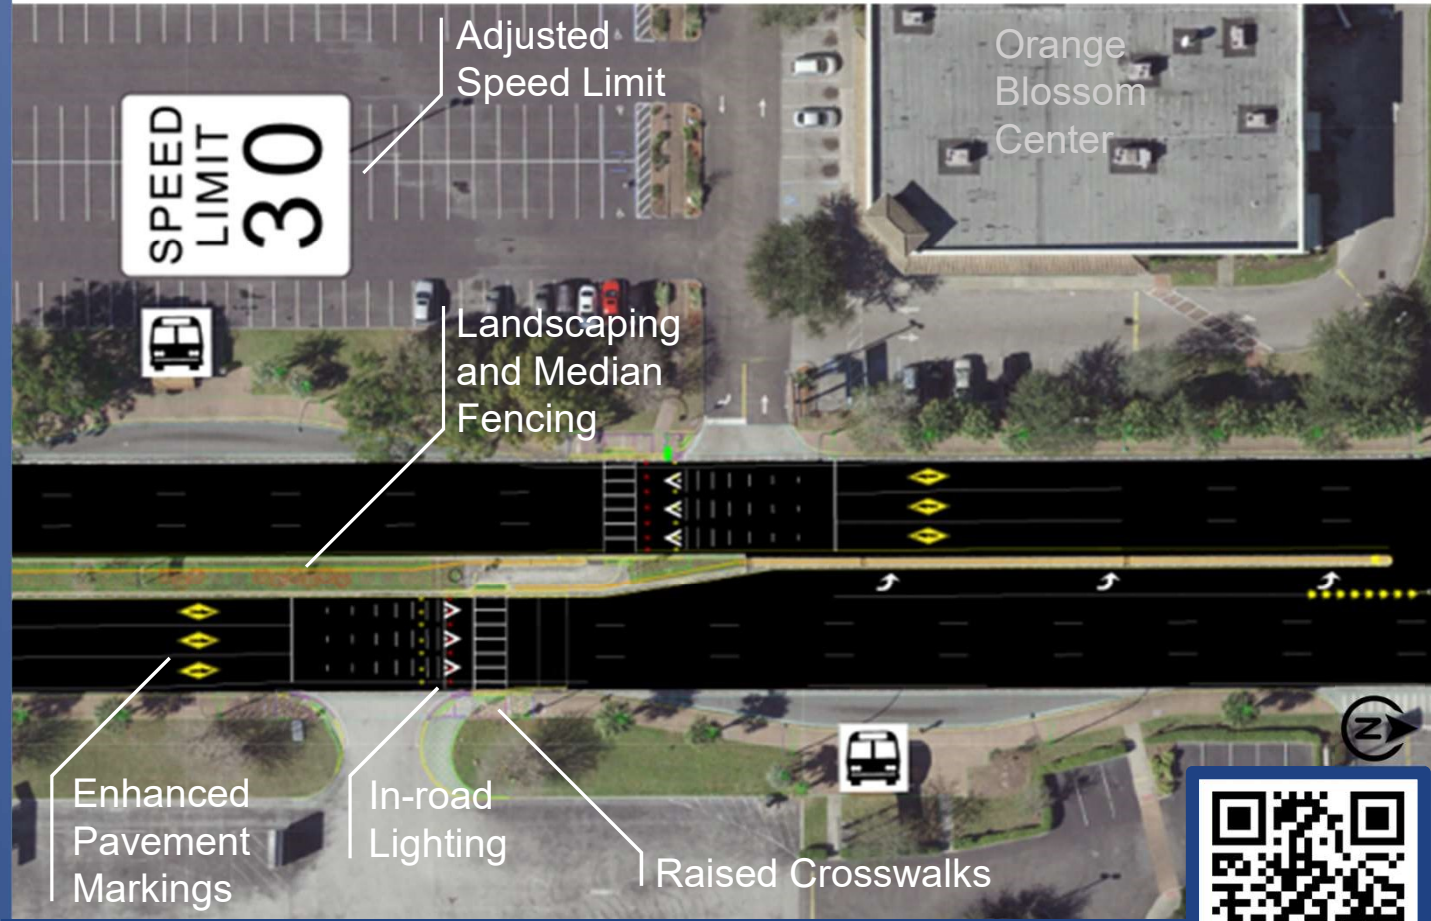 Adjusted
Speed Limit
Orange
Blossom
Center
SPEED
LIMIT
30
Landscaping
and Median
Fencing
Enhanced
Pavement
Markings
In-road
Lighting
Raised Crosswalks
N